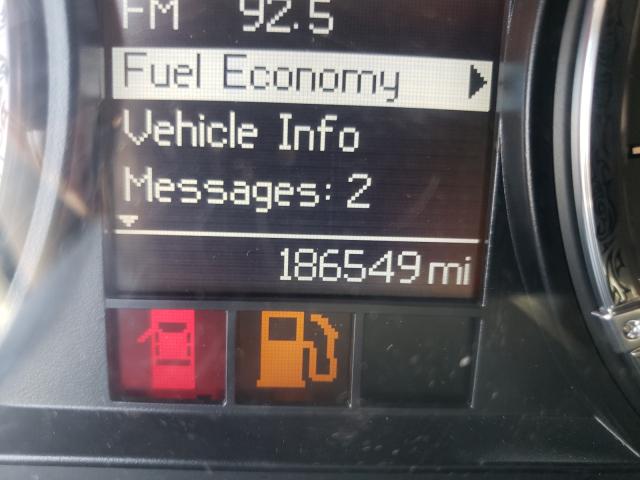 FM 92.5
Fuel Economy
Vehicle Info
Messages: 2
186549 mi